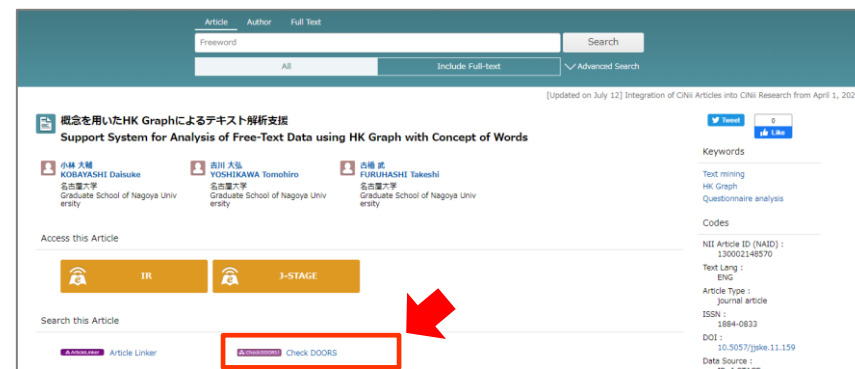 Article Author Full Text
Freeword Search
All Include Full-text Advanced Search
[Updated on July 12] Integration of CiNii Articles into CiNii Research from April 1, 202
概念を用いたHK Graphによるテキスト解析支援
Support System for Analysis of Free-Text Data using HK Graph with Concept of Words
小林 大輔
KOBAYASHI Daisuke
名古屋大学
Graduate School of Nagoya Univ
ersity
吉川 大弘
YOSHIKAWA Tomohiro
名古屋大学
Graduate School of Nagoya Univ
ersity
古橋 武
FURUHASHI Takeshi
名古屋大学
Graduate School of Nagoya Univ
ersity
Access this Article
IR
J-STAGE
Search this Article
Article Linker
CheckDOORS! Check DOORS
Tweet
0
Like
Keywords
Text mining
HK Graph
Questionnaire analysis
Codes
NII Article ID (NAID) :
130002148570
Text Lang :
ENG
Article Type :
journal article
ISSN :
1884-0833
DOI :
10.5057/jjske.11.159
Data Source :